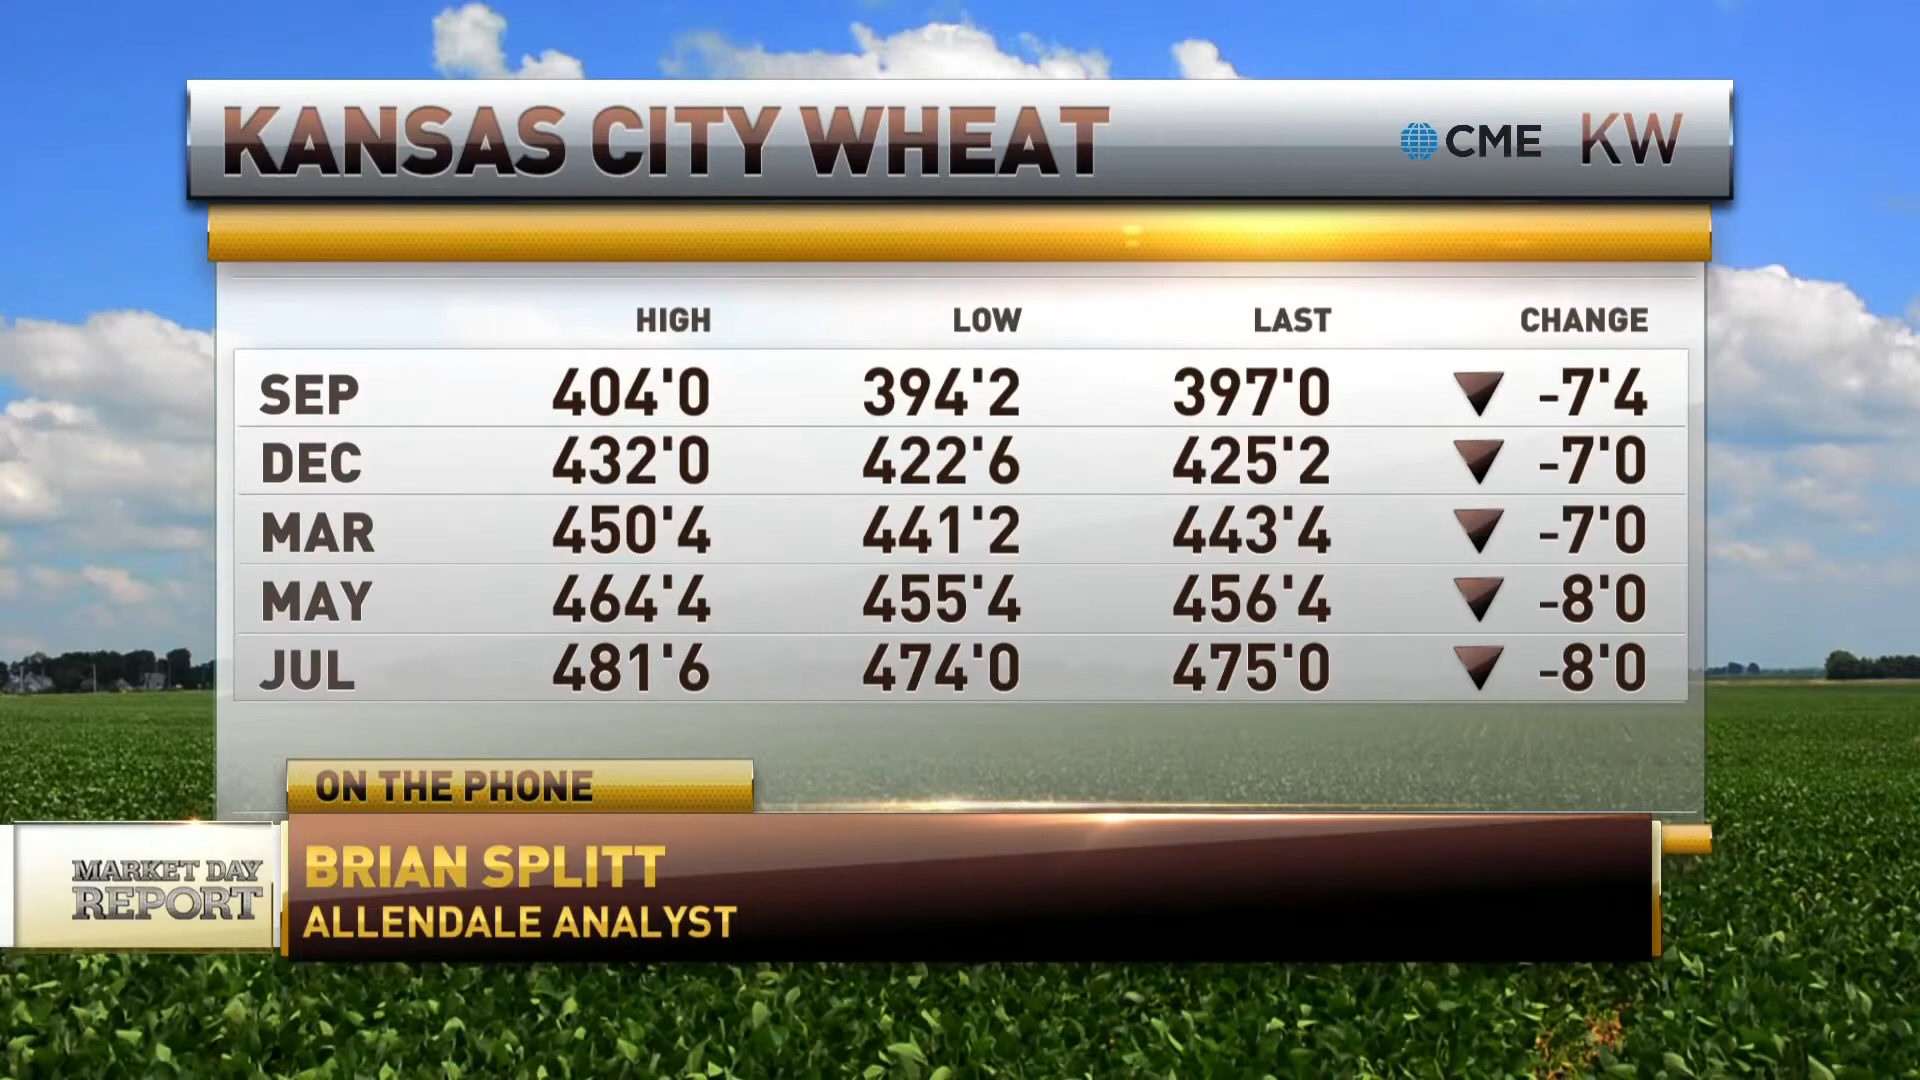 KANSAS CITY WHEAT CME KW
HIGH LOW LAST CHANGE
SEP 404'0 394'2 397'0 -7'4
DEC 432'0 422'6 425'2 -7'0
MAR 450'4 441'2 443'4 -7'0
MAY 464'4 455'4 456'4 -8'0
JUL 481'6 474'0 475'0 -8'0
ON THE PHONE
MARKET DAY
REPORT
BRIAN SPLITT
ALLENDALE ANALYST